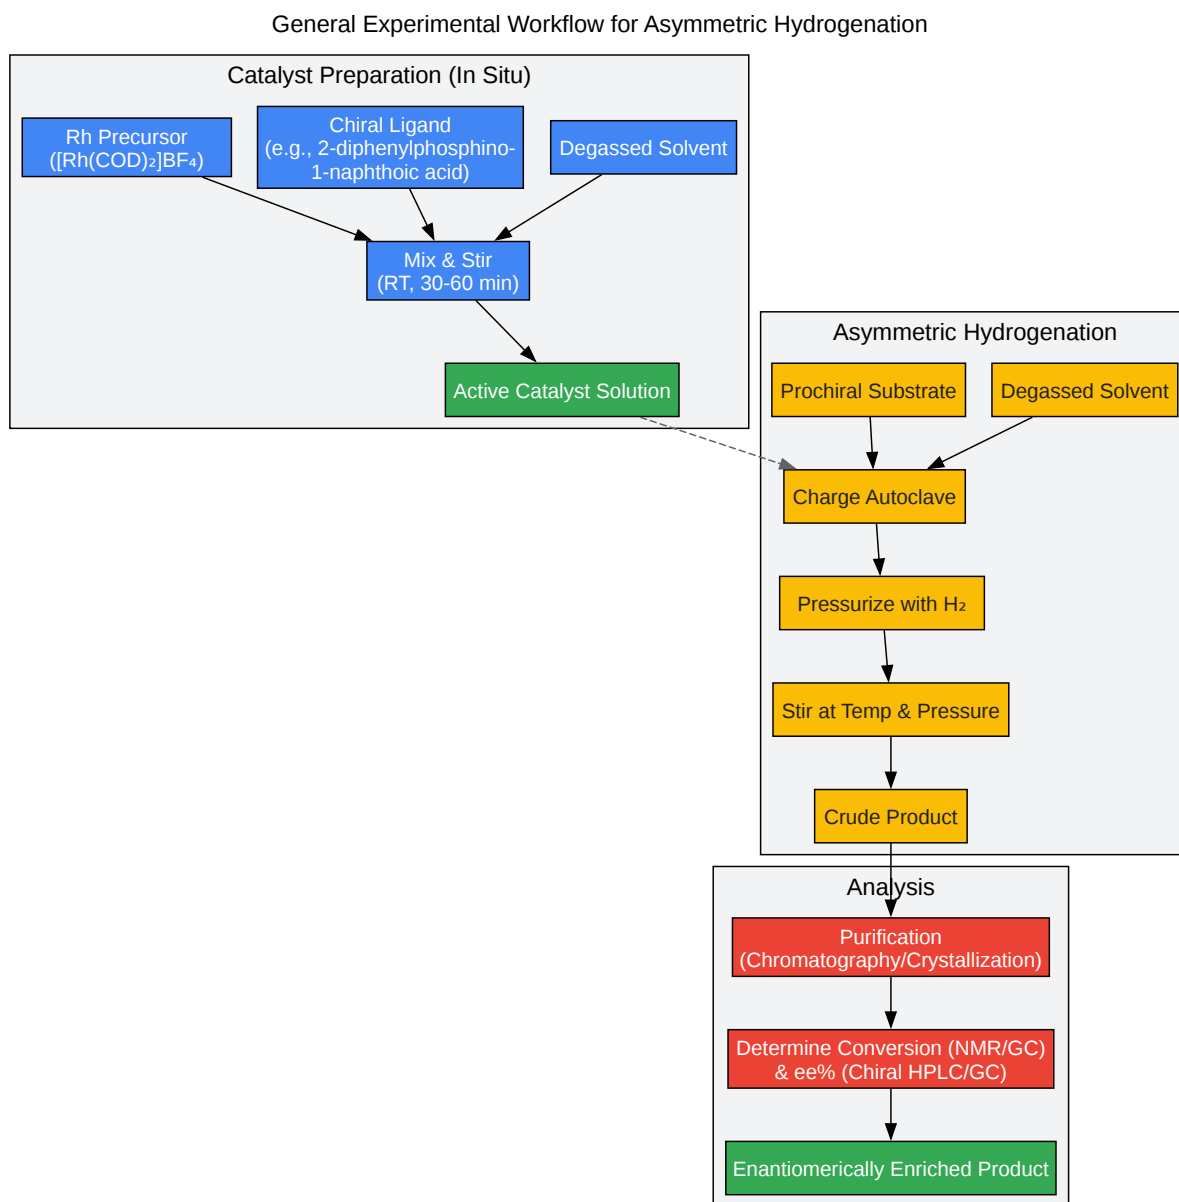 General Experimental Workflow for Asymmetric Hydrogenation
Catalyst Preparation (In Situ)
Rh Precursor
([Rh(COD)₂]BF₄)
Chiral Ligand
(e.g., 2-diphenylphosphino-
1-naphthoic acid)
Degassed Solvent
Mix & Stir
(RT, 30-60 min)
Active Catalyst Solution
Asymmetric Hydrogenation
Prochiral Substrate
Degassed Solvent
Charge Autoclave
Pressurize with H₂
Stir at Temp & Pressure
Crude Product
Analysis
Purification
(Chromatography/Crystallization)
Determine Conversion (NMR/GC)
& ee% (Chiral HPLC/GC)
Enantiomerically Enriched Product